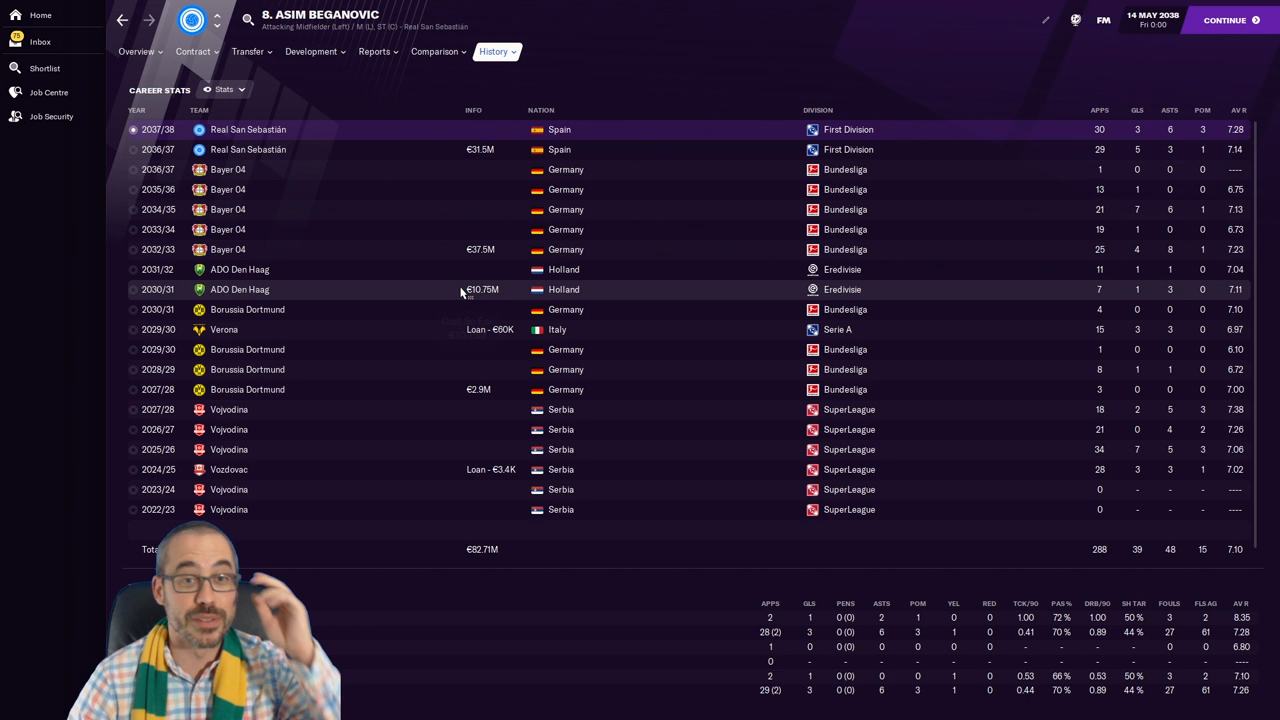 Home
8. ASIM BEGANOVIC
Attacking Midfielder (Left) / M (L), ST (C) - Real San Sebastián
FM
14 MAY 2038
Fri 0:00
CONTINUE
75
Inbox
Shortlist
Job Centre
Job Security
Overview Contract Transfer Development Reports Comparison History
CAREER STATS Stats
YEAR TEAM INFO NATION DIVISION APPS GLS ASTS POM AV R
2037/38 Real San Sebastián Spain First Division 30 3 6 3 7.28
2036/37 Real San Sebastián €31.5M Spain First Division 29 5 3 1 7.14
2036/37 Bayer 04 Germany Bundesliga 1 0 0 0 ----
2035/36 Bayer 04 Germany Bundesliga 13 1 0 0 6.75
2034/35 Bayer 04 Germany Bundesliga 21 7 6 1 7.13
2033/34 Bayer 04 Germany Bundesliga 19 1 0 0 6.73
2032/33 Bayer 04 €37.5M Germany Bundesliga 25 4 8 1 7.23
2031/32 ADO Den Haag Holland Eredivisie 11 1 1 0 7.04
2030/31 ADO Den Haag €10.75M Holland Eredivisie 7 1 3 0 7.11
2030/31 Borussia Dortmund Germany Bundesliga 4 0 0 0 7.10
2029/30 Verona Loan - €60K Italy Serie A 15 3 3 0 6.97
2029/30 Borussia Dortmund Germany Bundesliga 1 0 0 0 6.10
2028/29 Borussia Dortmund Germany Bundesliga 8 1 1 0 6.72
2027/28 Borussia Dortmund €2.9M Germany Bundesliga 3 0 0 0 7.00
2027/28 Vojvodina Serbia SuperLeague 18 2 5 3 7.38
2026/27 Vojvodina Serbia SuperLeague 21 0 4 2 7.26
2025/26 Vojvodina Serbia SuperLeague 34 7 5 3 7.06
2024/25 Vozdovac Loan - €3.4K Serbia SuperLeague 28 3 3 1 7.02
2023/24 Vojvodina Serbia SuperLeague 0 - - - ----
2022/23 Vojvodina Serbia SuperLeague 0 - - - ----
€82.71M 288 39 48 15 7.10
APPS GLS PENS ASTS POM YEL RED TCK/90 PAS % DRB/90 SH TAR FOULS FLS AG AV R
2 1 0 (0) 2 1 0 0 1.00 72 % 1.00 50 % 3 2 8.35
28 (2) 3 0 (0) 6 3 1 0 0.41 70 % 0.89 44 % 27 61 7.28
1 0 0 (0) 0 0 0 0 - - - - 0 0 6.80
0 - - (-) - - - - - - - - - - ----
2 1 0 (0) 0 0 0 0 0.53 66 % 0.53 50 % 3 2 7.10
29 (2) 3 0 (0) 6 3 1 0 0.44 70 % 0.89 44 % 27 61 7.26